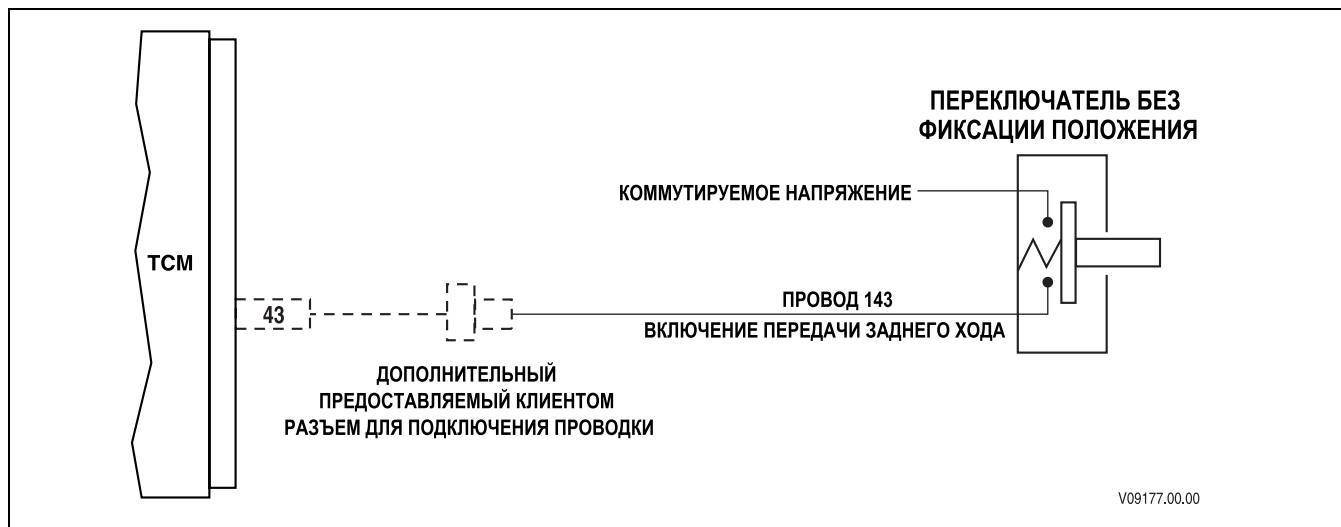 ПЕРЕКЛЮЧАТЕЛЬ БЕЗ
ФИКСАЦИИ ПОЛОЖЕНИЯ
КОММУТИРУЕМОЕ НАПРЯЖЕНИЕ
TCM
43
ПРОВОД 143
ВКЛЮЧЕНИЕ ПЕРЕДАЧИ ЗАДНЕГО ХОДА
ДОПОЛНИТЕЛЬНЫЙ
ПРЕДОСТАВЛЯЕМЫЙ КЛИЕНТОМ
РАЗЪЕМ ДЛЯ ПОДКЛЮЧЕНИЯ ПРОВОДКИ
V09177.00.00